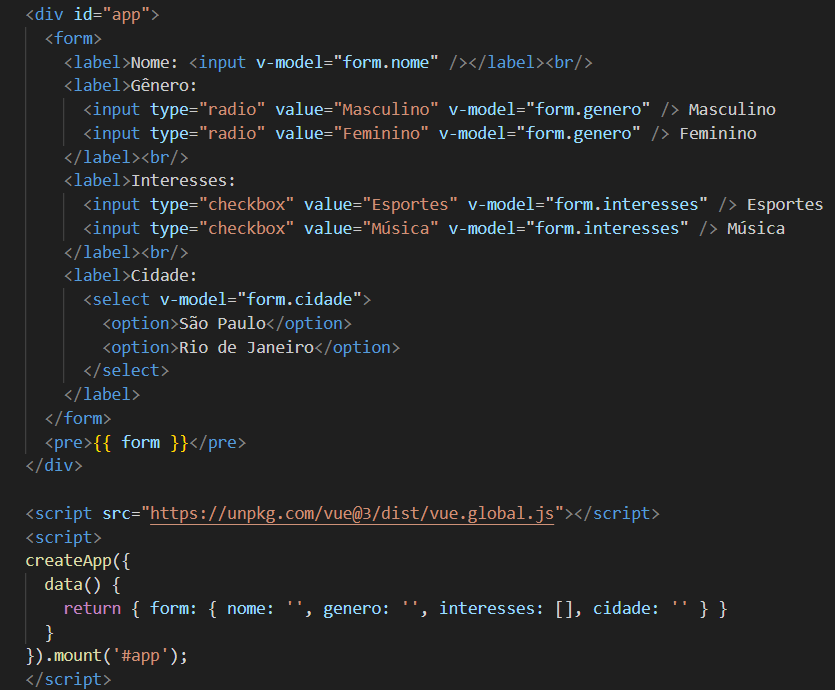 <div id="app">
  <form>
    <label>Nome: <input v-model="form.nome" /></label><br/>
    <label>Gênero:
      <input type="radio" value="Masculino" v-model="form.genero" /> Masculino
      <input type="radio" value="Feminino" v-model="form.genero" /> Feminino
    </label><br/>
    <label>Interesses:
      <input type="checkbox" value="Esportes" v-model="form.interesses" /> Esportes
      <input type="checkbox" value="Música" v-model="form.interesses" /> Música
    </label><br/>
    <label>Cidade:
      <select v-model="form.cidade">
        <option>São Paulo</option>
        <option>Rio de Janeiro</option>
      </select>
    </label>
  </form>
  <pre>{{ form }}</pre>
</div>

<script src="https://unpkg.com/vue@3/dist/vue.global.js"></script>
<script>
createApp({
  data() {
    return { form: { nome: '', genero: '', interesses: [], cidade: '' } }
  }
}).mount('#app');
</script>